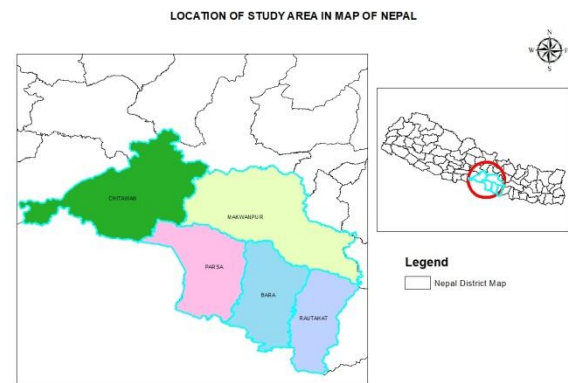 LOCATION OF STUDY AREA IN MAP OF NEPAL
N
W E
S
CHITAWAN
MAKWANPUR
PARSA
BARA
RAUTAHAT
Legend
Nepal District Map